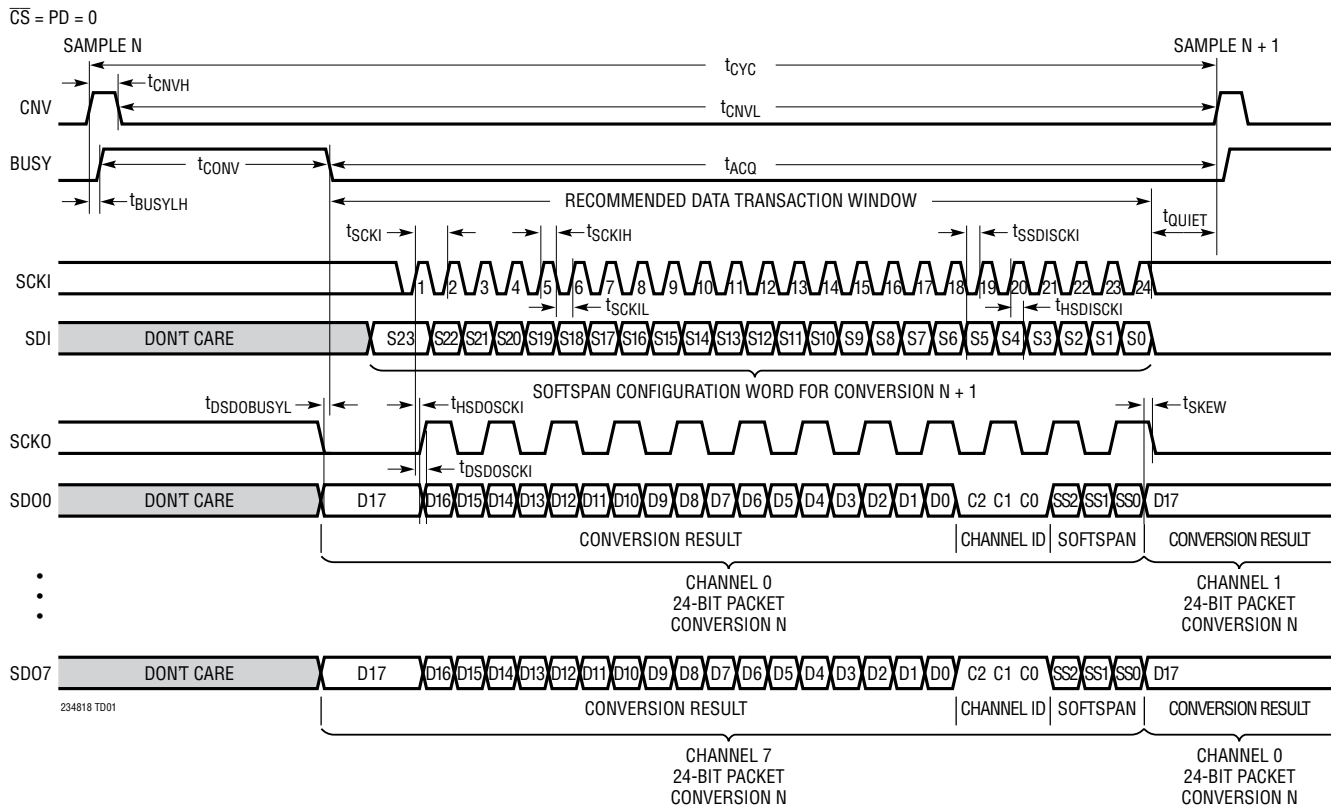 CS = PD = 0
SAMPLE N
SAMPLE N + 1
tCYC
tCNVH
CNV
tCNVL
BUSY
tCONV
tACQ
tBUSYLH
RECOMMENDED DATA TRANSACTION WINDOW
tQUIET
tSCKI
tSCKIH
tSSDISCKI
SCKI
1 2 3 4 5 6 7 8 9 10 11 12 13 14 15 16 17 18 19 20 21 22 23 24
tSCKIL
tHSDISCKI
SDI
DON'T CARE
S23 S22 S21 S20 S19 S18 S17 S16 S15 S14 S13 S12 S11 S10 S9 S8 S7 S6 S5 S4 S3 S2 S1 S0
SOFTSPAN CONFIGURATION WORD FOR CONVERSION N + 1
tDSDOBUSYL
tHSDOSCKI
tSKEW
SCKO
tDSDOSCKI
SDO0
DON'T CARE
D17 D16 D15 D14 D13 D12 D11 D10 D9 D8 D7 D6 D5 D4 D3 D2 D1 D0 C2 C1 C0 SS2 SS1 SS0 D17
CONVERSION RESULT
CHANNEL ID
SOFTSPAN
CONVERSION RESULT
CHANNEL 0
24-BIT PACKET
CONVERSION N
CHANNEL 1
24-BIT PACKET
CONVERSION N
SDO7
DON'T CARE
D17 D16 D15 D14 D13 D12 D11 D10 D9 D8 D7 D6 D5 D4 D3 D2 D1 D0 C2 C1 C0 SS2 SS1 SS0 D17
234818 TD01
CONVERSION RESULT
CHANNEL ID
SOFTSPAN
CONVERSION RESULT
CHANNEL 7
24-BIT PACKET
CONVERSION N
CHANNEL 0
24-BIT PACKET
CONVERSION N